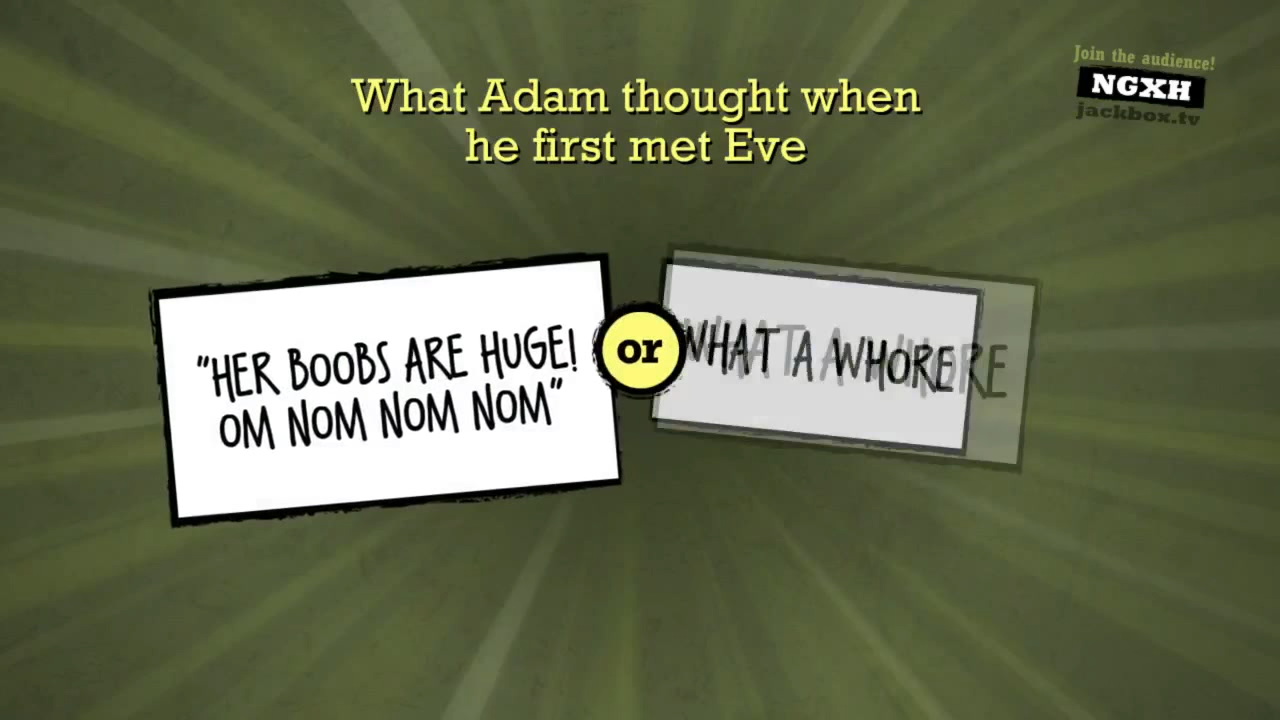 What Adam thought when
he first met Eve
Join the audience!
NGXH
jackbox.tv
"HER BOOBS ARE HUGE!
OM NOM NOM NOM"
or
WHAT A WHORE